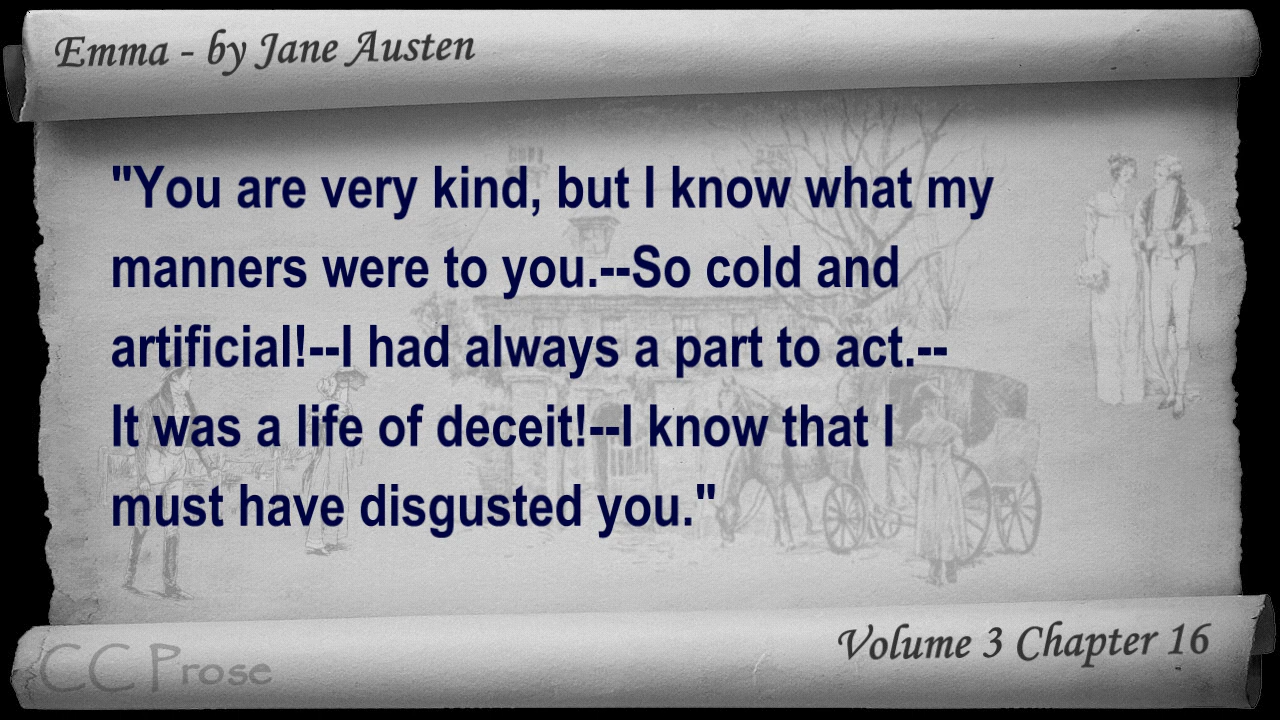 Emma - by Jane Austen
"You are very kind, but I know what my
manners were to you.--So cold and
artificial!--I had always a part to act.--
It was a life of deceit!--I know that I
must have disgusted you."
Volume 3 Chapter 16
CC Prose